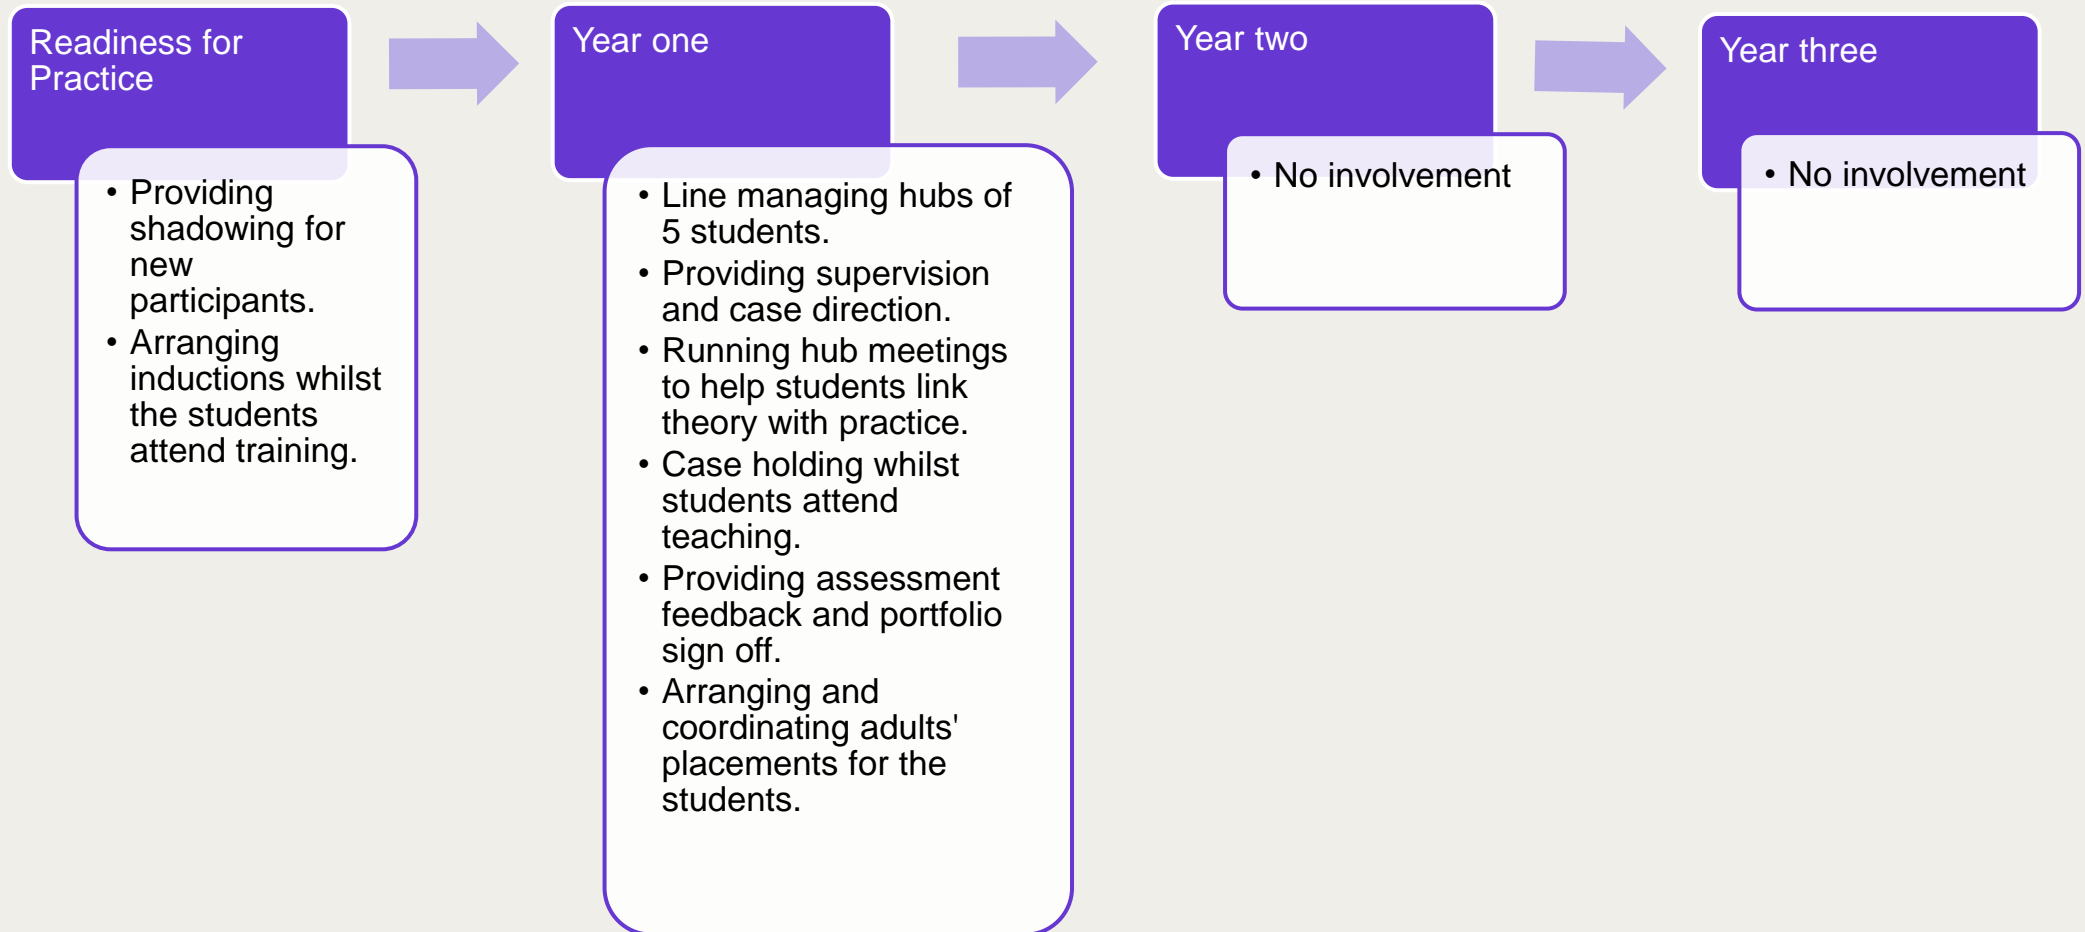 Readiness for
Practice
• Providing
shadowing for
new
participants.
• Arranging
inductions whilst
the students
attend training.
Year one
• Line managing hubs of
5 students.
• Providing supervision
and case direction.
• Running hub meetings
to help students link
theory with practice.
• Case holding whilst
students attend
teaching.
• Providing assessment
feedback and portfolio
sign off.
• Arranging and
coordinating adults'
placements for the
students.
Year two
• No involvement
Year three
• No involvement